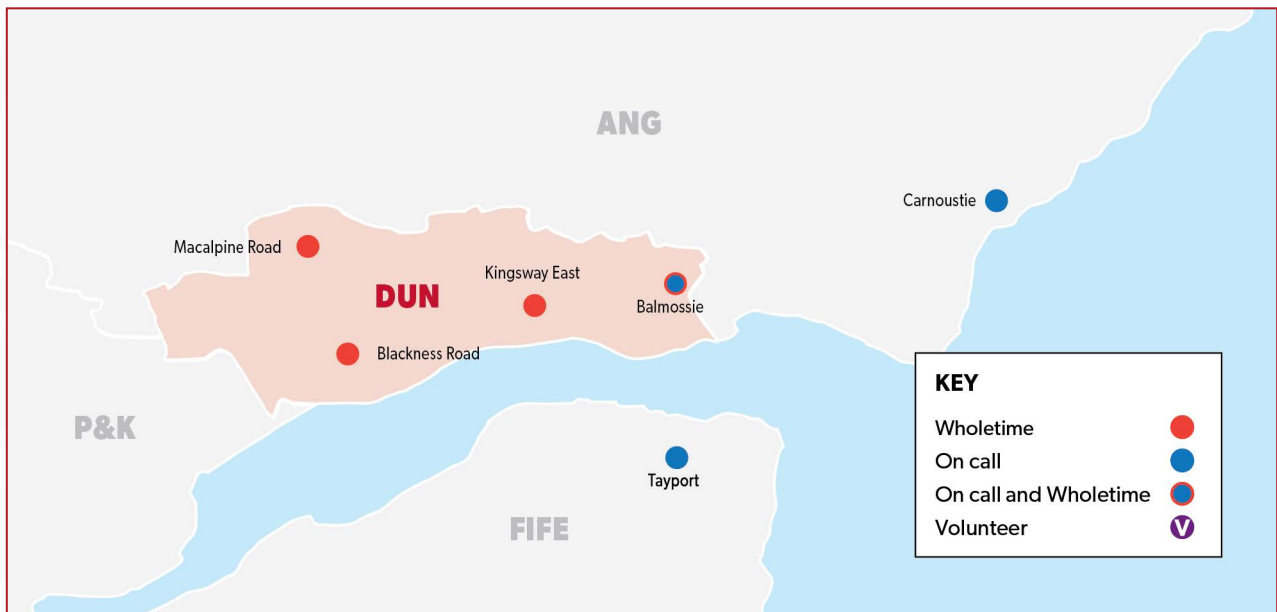 ANG
Carnoustie
Macalpine Road
Kingsway East
DUN
Balmossie
Blackness Road
P&K
Tayport
FIFE
KEY
Wholetime
On call
On call and Wholetime
Volunteer V